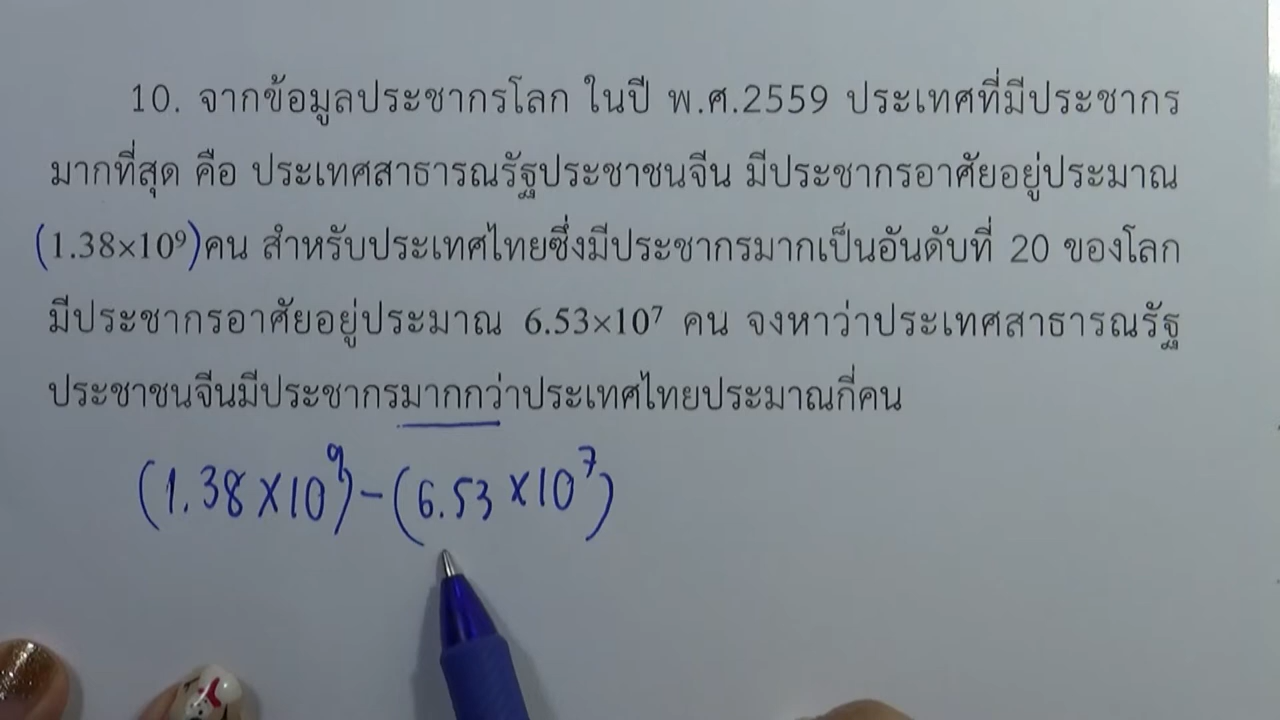 10. จากข้อมูลประชากรโลก ในปี พ.ศ.2559 ประเทศที่มีประชากร
มากที่สุด คือ ประเทศสาธารณรัฐประชาชนจีน มีประชากรอาศัยอยู่ประมาณ
(1.38×10⁹)คน สำหรับประเทศไทยซึ่งมีประชากรมากเป็นอันดับที่ 20 ของโลก
มีประชากรอาศัยอยู่ประมาณ 6.53×10⁷ คน จงหาว่าประเทศสาธารณรัฐ
ประชาชนจีนมีประชากรมากกว่าประเทศไทยประมาณกี่คน
(1.38×10⁹)-(6.53×10⁷)